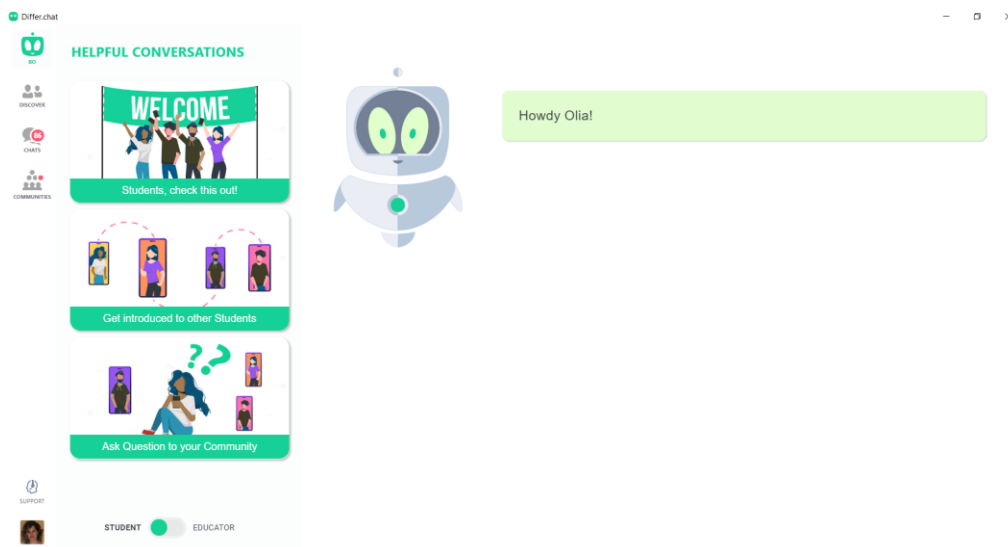 Differ.chat
BO
DISCOVER
86
CHATS
COMMUNITIES
SUPPORT
HELPFUL CONVERSATIONS
WELCOME
Students, check this out!
Get introduced to other Students
??
Ask Question to your Community
STUDENT EDUCATOR
Howdy Olia!